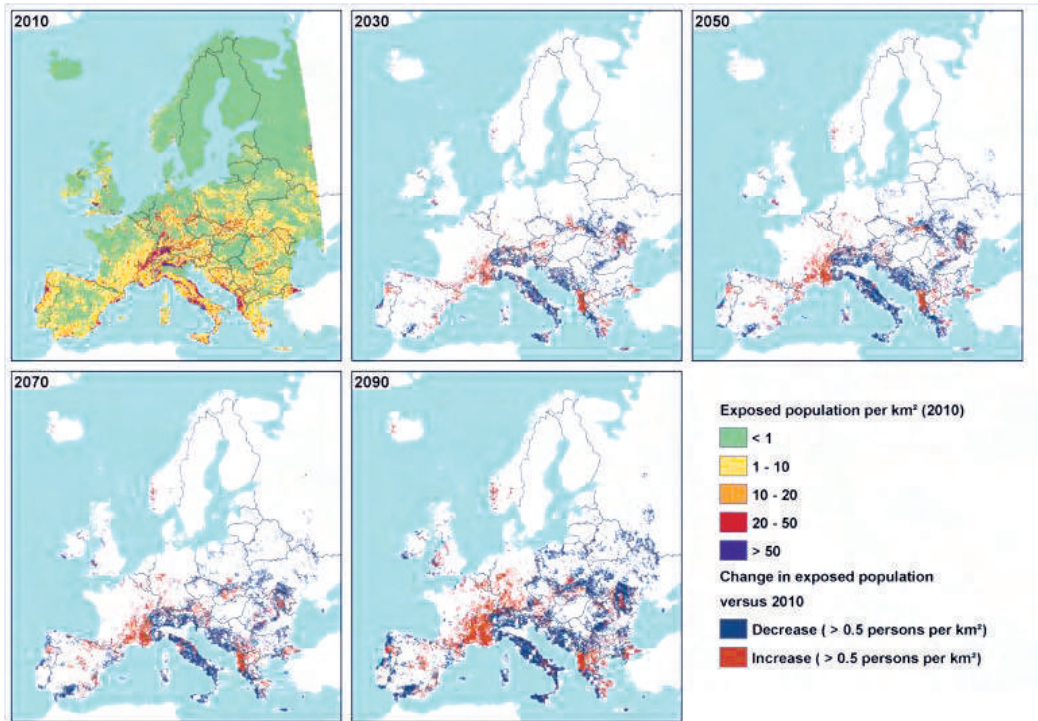 2010
2030
2050
2070
2090
Exposed population per km² (2010)
< 1
1 - 10
10 - 20
20 - 50
> 50
Change in exposed population
versus 2010
Decrease ( > 0.5 persons per km²)
Increase ( > 0.5 persons per km²)